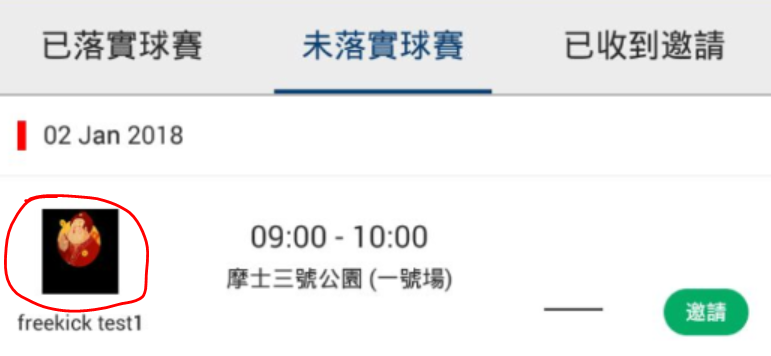 已落實球賽 未落實球賽 已收到邀請
02 Jan 2018
09:00 - 10:00
摩士三號公園 (一號場)
freekick test1
邀請